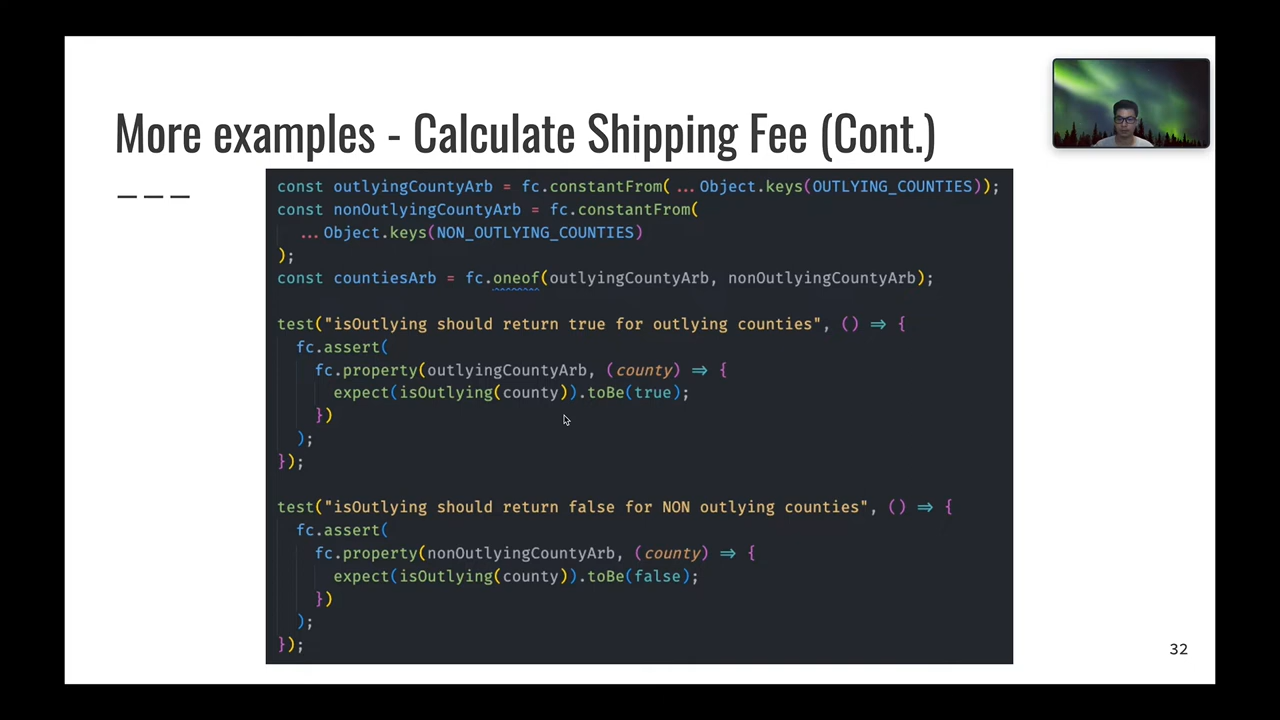 More examples - Calculate Shipping Fee (Cont.)
const outlyingCountyArb = fc.constantFrom(...Object.keys(OUTLYING_COUNTIES));
const nonOutlyingCountyArb = fc.constantFrom(
...Object.keys(NON_OUTLYING_COUNTIES)
);
const countiesArb = fc.oneof(outlyingCountyArb, nonOutlyingCountyArb);
test("isOutlying should return true for outlying counties", () => {
fc.assert(
fc.property(outlyingCountyArb, (county) => {
expect(isOutlying(county)).toBe(true);
})
);
});
test("isOutlying should return false for NON outlying counties", () => {
fc.assert(
fc.property(nonOutlyingCountyArb, (county) => {
expect(isOutlying(county)).toBe(false);
})
);
});
32